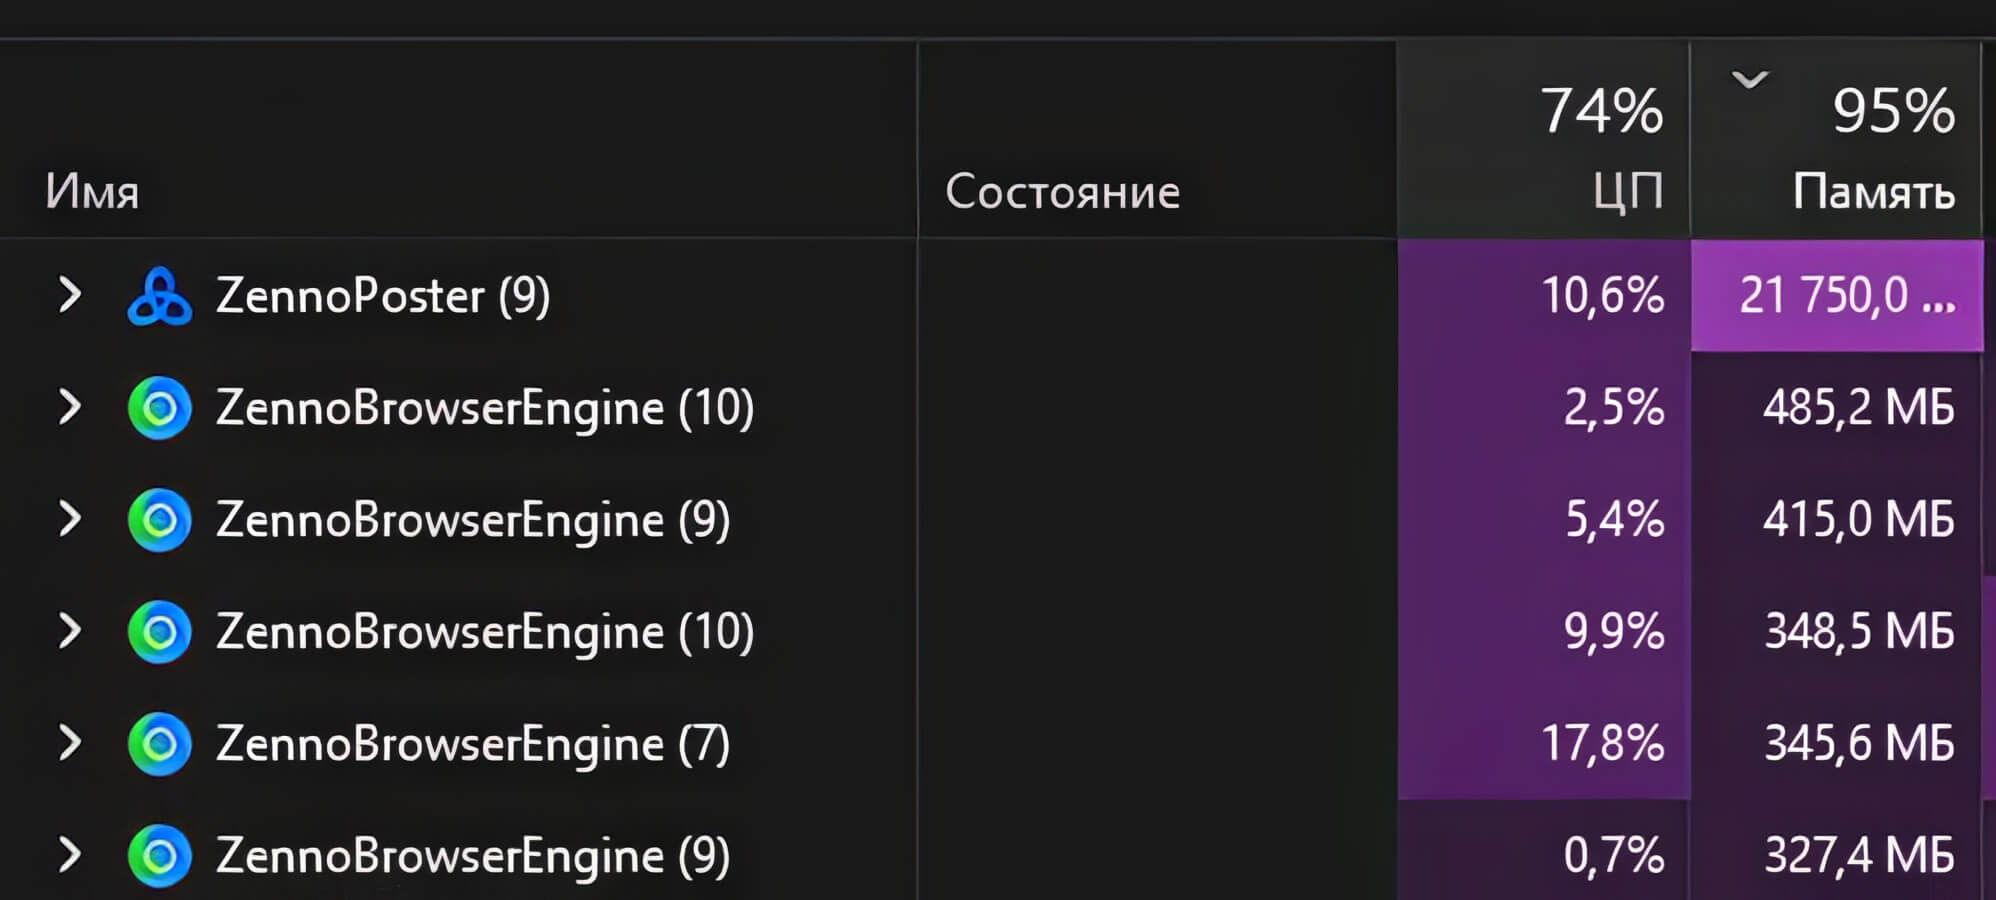 74% 95%
Имя Состояние ЦП Память
ZennoPoster (9) 10,6% 21 750,0 ...
ZennoBrowserEngine (10) 2,5% 485,2 МБ
ZennoBrowserEngine (9) 5,4% 415,0 МБ
ZennoBrowserEngine (10) 9,9% 348,5 МБ
ZennoBrowserEngine (7) 17,8% 345,6 МБ
ZennoBrowserEngine (9) 0,7% 327,4 МБ